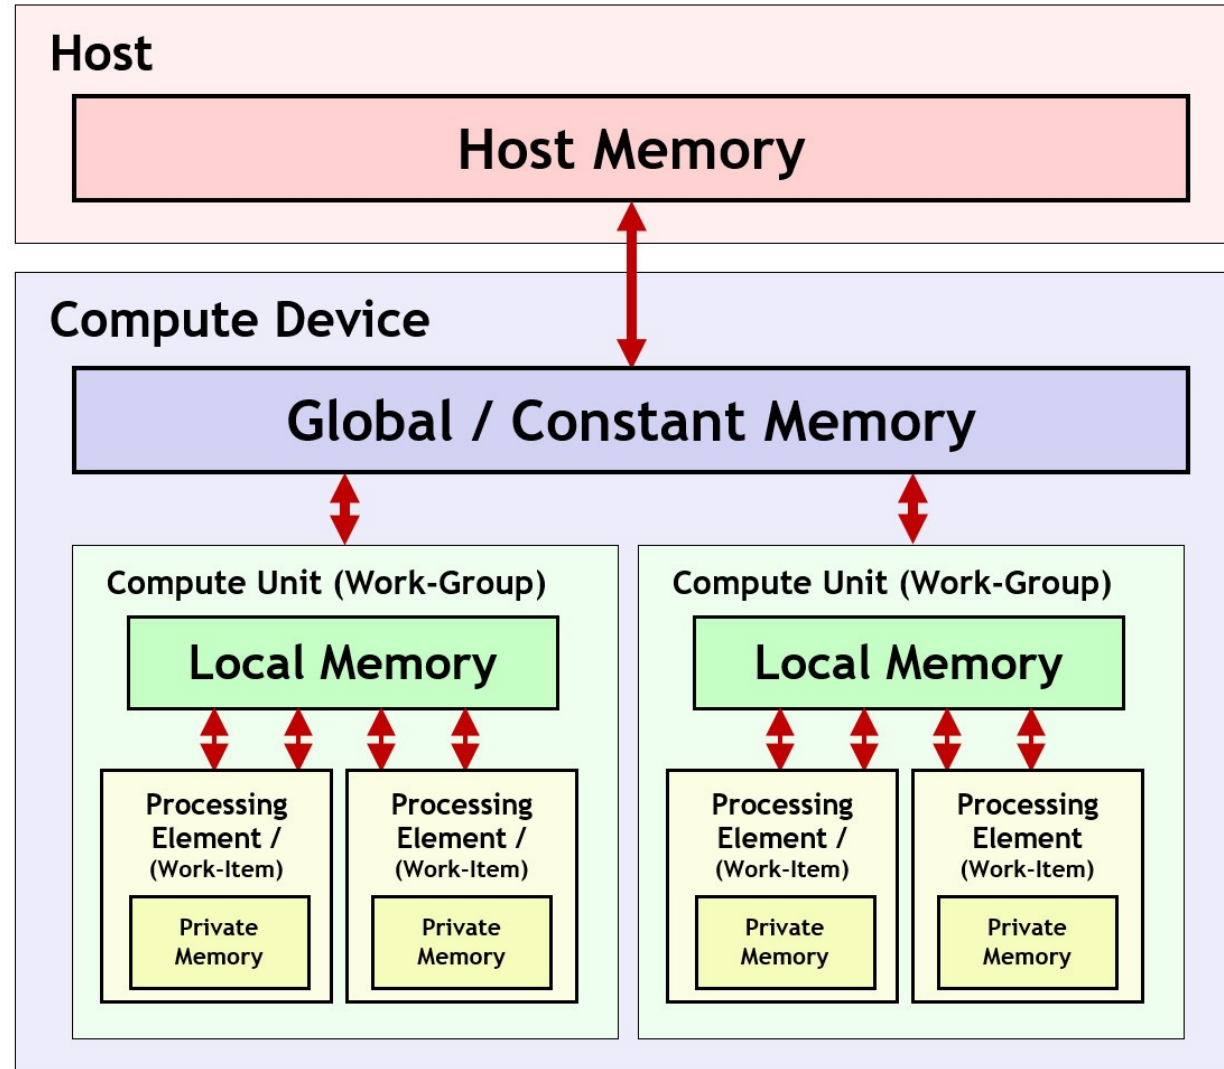 Host
Host Memory
Compute Device
Global / Constant Memory
Compute Unit (Work-Group)
Local Memory
Processing
Element /
(Work-Item)
Private
Memory
Processing
Element /
(Work-Item)
Private
Memory
Compute Unit (Work-Group)
Local Memory
Processing
Element /
(Work-Item)
Private
Memory
Processing
Element
(Work-Item)
Private
Memory